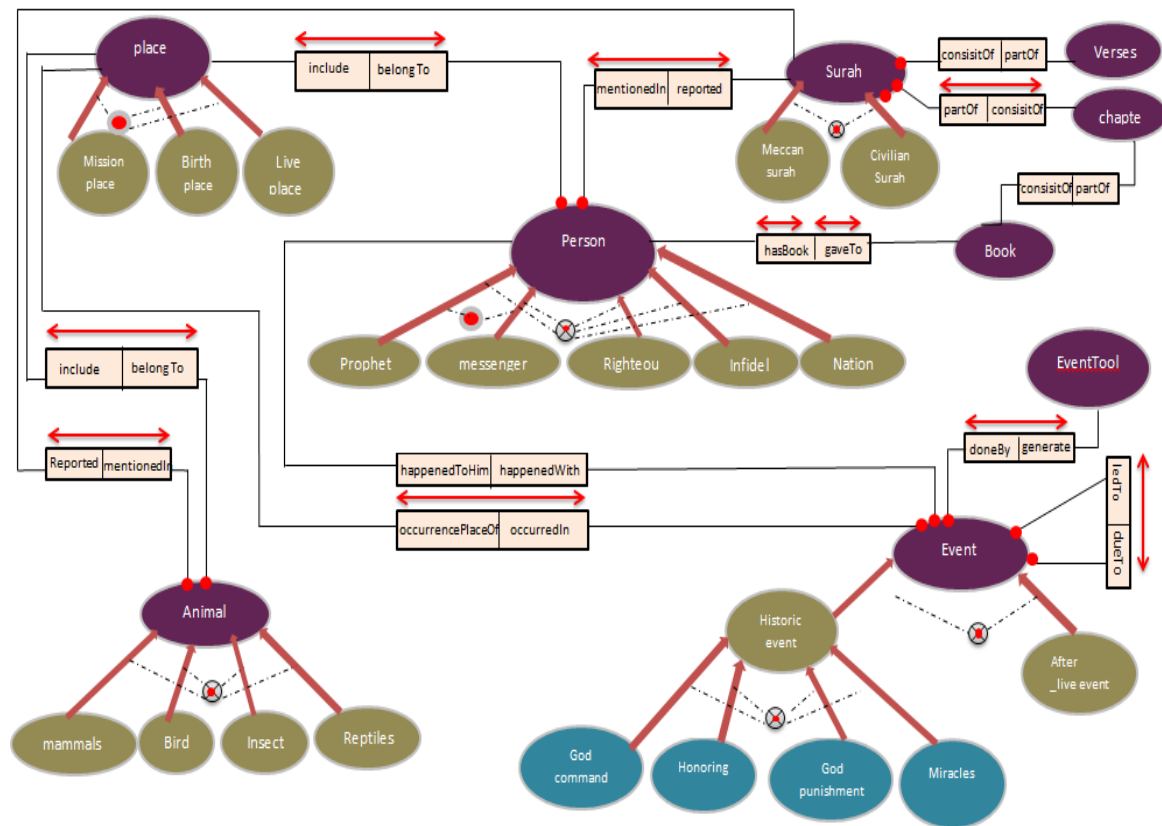 place
include
belongTo
mentionedIn
reported
Surah
consisitOf
partOf
Verses
partOf
consisitOf
chapte
Mission
place
Birth
place
Live
place
Meccan
surah
Civilian
Surah
consisitOf
partOf
Person
hasBook
gaveTo
Book
Prophet
messenger
Righteou
Infidel
Nation
EventTool
include
belongTo
doneBy
generate
Reported
mentionedIn
happenedToHim
happenedWith
ledTo
dueTo
occurrencePlaceOf
occurredIn
Event
Animal
Historic
event
After
_live event
mammals
Bird
Insect
Reptiles
God
command
Honoring
God
punishment
Miracles